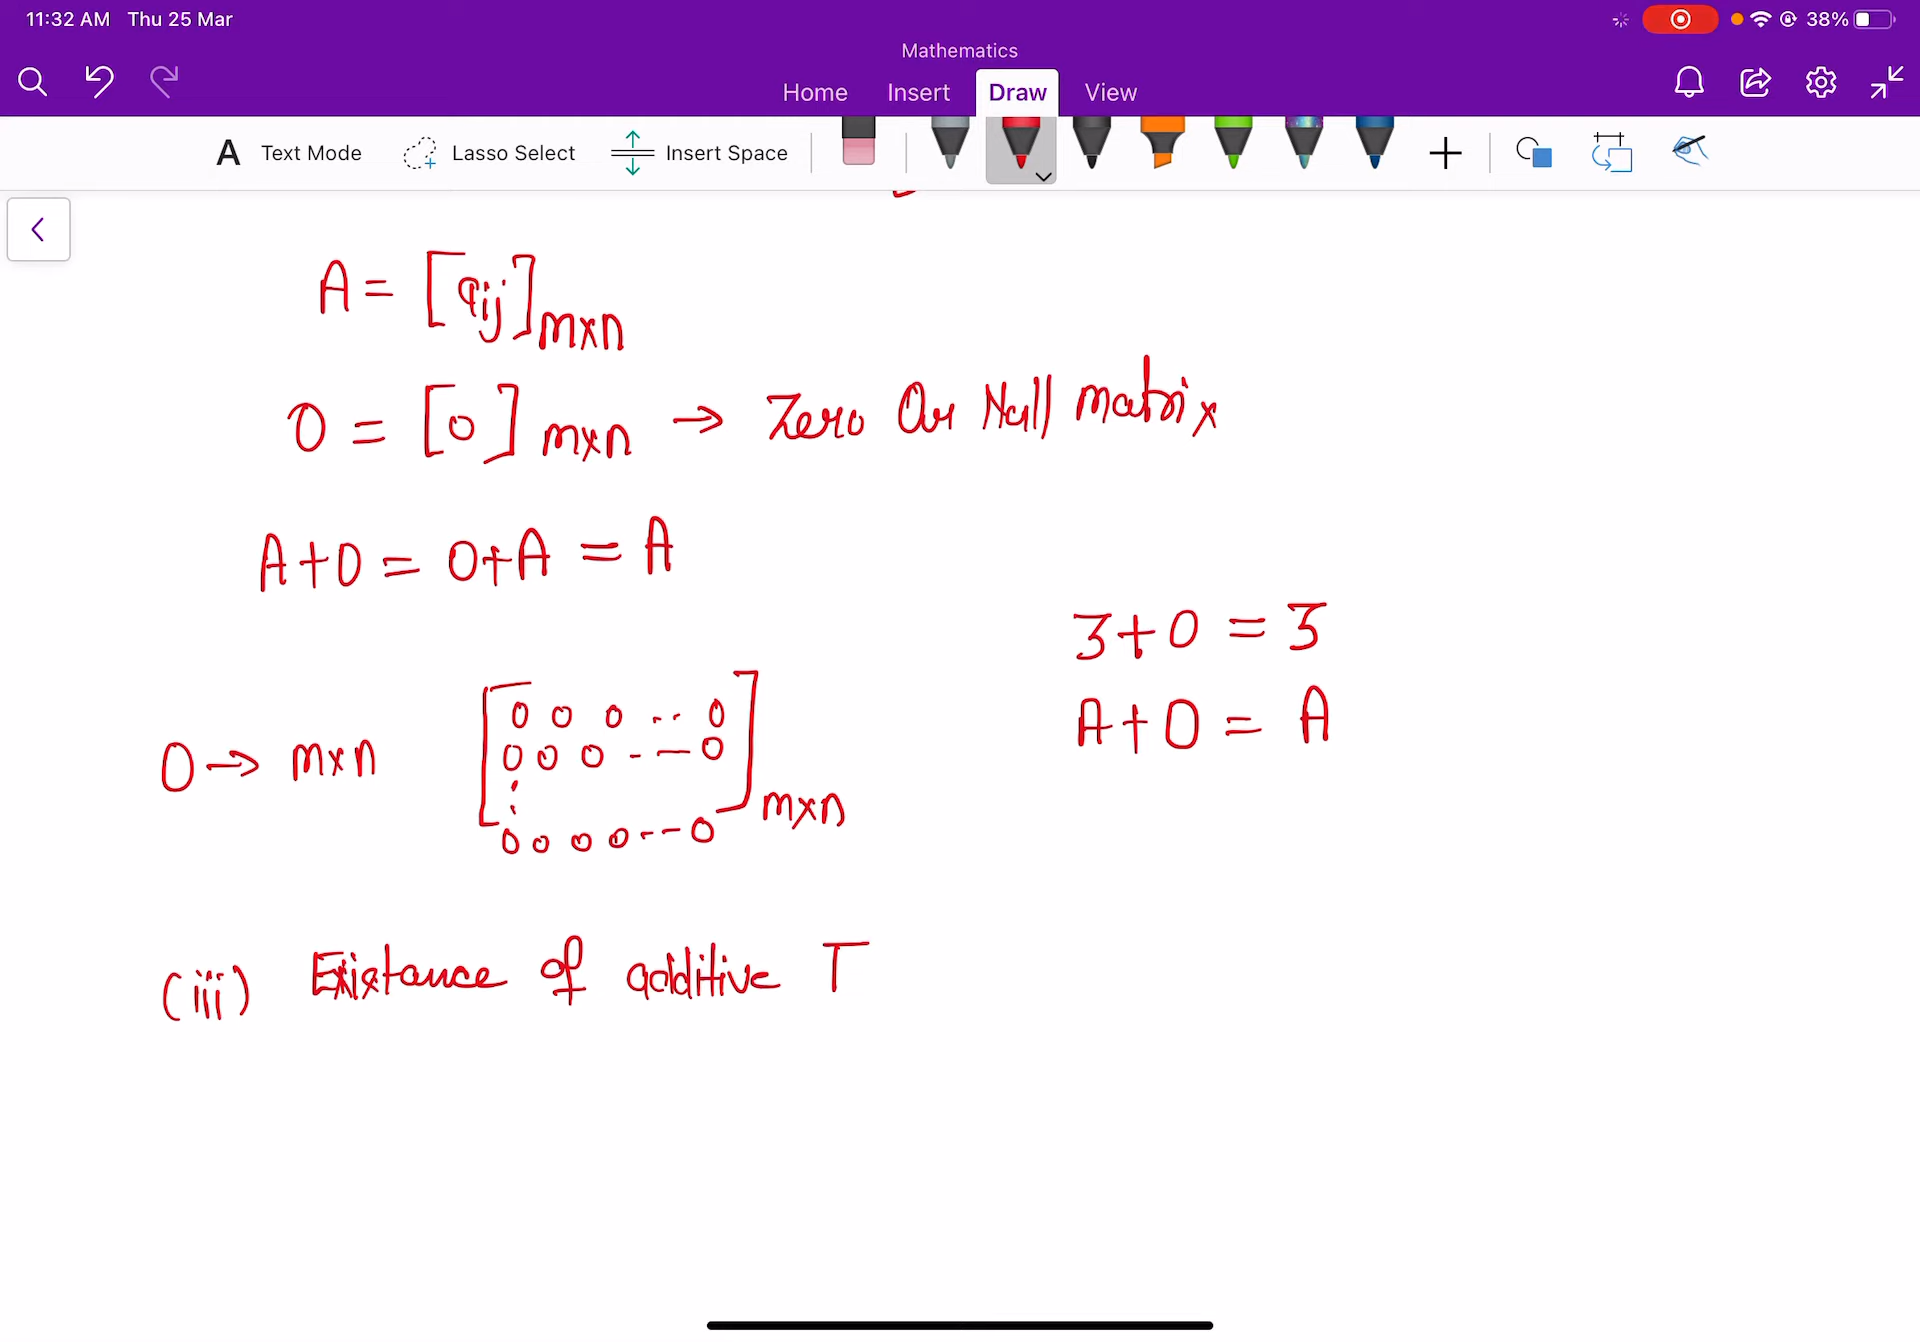 11:32 AM Thu 25 Mar
38%
Mathematics
Home Insert Draw View
A Text Mode Lasso Select Insert Space
A = [aij]m×n
O = [0]m×n → Zero Or Null matrix
A+O = O+A = A
3+0 = 3
A+O = A
O → m×n
0 0 0 -- 0
0 0 0 - — 0
⋮
0 0 0 0 --- 0
m×n
(iii) Existance of additive I